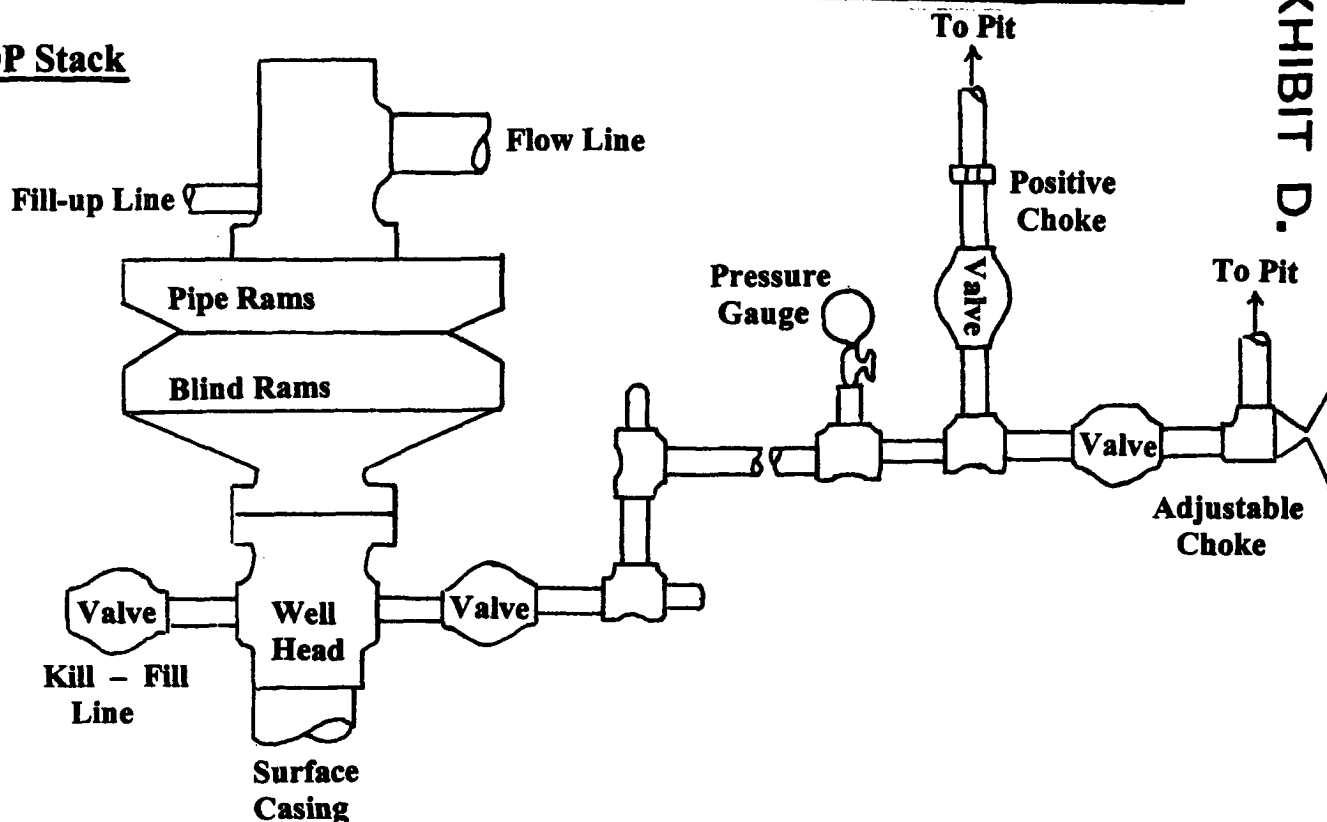 P Stack
To Pit
Flow Line
Fill-up Line
Positive
Choke
Pressure
Gauge
Valve
To Pit
Pipe Rams
Blind Rams
Valve
Adjustable
Choke
Valve
Well
Head
Valve
Kill – Fill
Line
Surface
Casing
XHIBIT D.